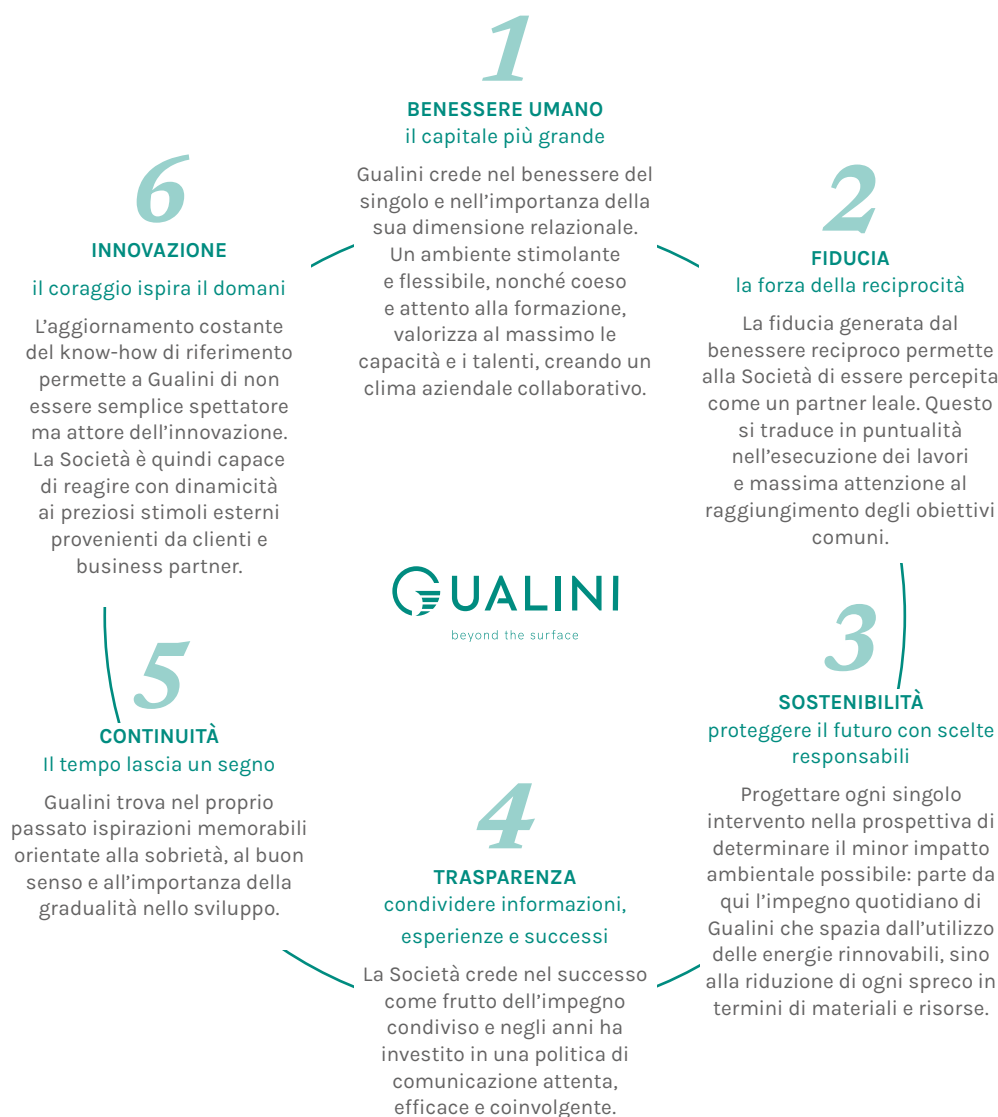 1
BENESSERE UMANO
il capitale più grande
Gualini crede nel benessere del
singolo e nell'importanza della
sua dimensione relazionale.
Un ambiente stimolante
e flessibile, nonché coeso
e attento alla formazione,
valorizza al massimo le
capacità e i talenti, creando un
clima aziendale collaborativo.
2
FIDUCIA
la forza della reciprocità
La fiducia generata dal
benessere reciproco permette
alla Società di essere percepita
come un partner leale. Questo
si traduce in puntualità
nell'esecuzione dei lavori
e massima attenzione al
raggiungimento degli obiettivi
comuni.
3
SOSTENIBILITÀ
proteggere il futuro con scelte
responsabili
Progettare ogni singolo
intervento nella prospettiva di
determinare il minor impatto
ambientale possibile: parte da
qui l'impegno quotidiano di
Gualini che spazia dall'utilizzo
delle energie rinnovabili, sino
alla riduzione di ogni spreco in
termini di materiali e risorse.
4
TRASPARENZA
condividere informazioni,
esperienze e successi
La Società crede nel successo
come frutto dell'impegno
condiviso e negli anni ha
investito in una politica di
comunicazione attenta,
efficace e coinvolgente.
5
CONTINUITÀ
Il tempo lascia un segno
Gualini trova nel proprio
passato ispirazioni memorabili
orientate alla sobrietà, al buon
senso e all'importanza della
gradualità nello sviluppo.
6
INNOVAZIONE
il coraggio ispira il domani
L'aggiornamento costante
del know-how di riferimento
permette a Gualini di non
essere semplice spettatore
ma attore dell'innovazione.
La Società è quindi capace
di reagire con dinamicità
ai preziosi stimoli esterni
provenienti da clienti e
business partner.
GUALINI
beyond the surface